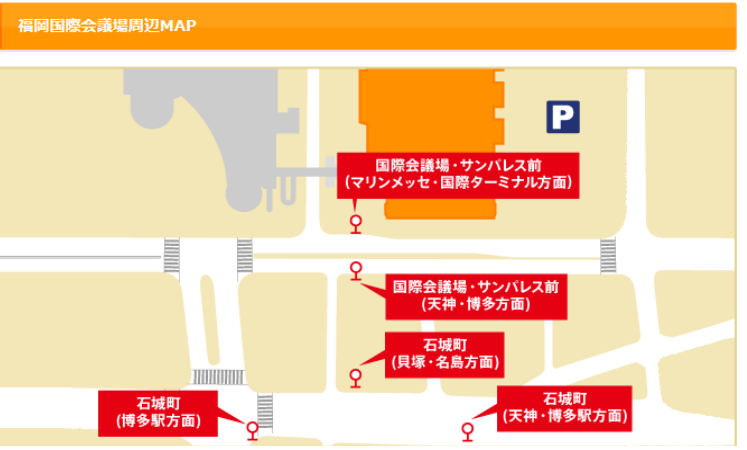 福岡国際会議場周辺MAP
P
国際会議場・サンパレス前
(マリンメッセ・国際ターミナル方面)
国際会議場・サンパレス前
(天神・博多方面)
石城町
(貝塚・名島方面)
石城町
(博多駅方面)
石城町
(天神・博多駅方面)